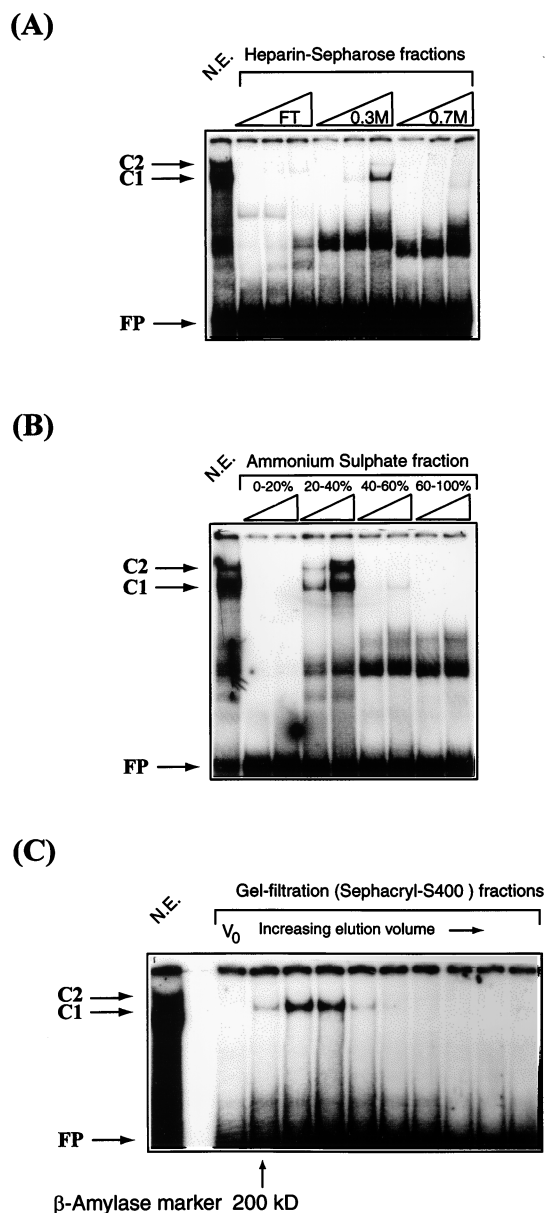 (A)
N.E.
Heparin-Sepharose fractions
FT 0.3M 0.7M
C2
C1
FP
(B)
N.E.
Ammonium Sulphate fraction
0-20% 20-40% 40-60% 60-100%
C2
C1
FP
(C)
N.E.
Gel-filtration (Sephacryl-S400 ) fractions
V0 Increasing elution volume
C2
C1
FP
β-Amylase marker 200 kD